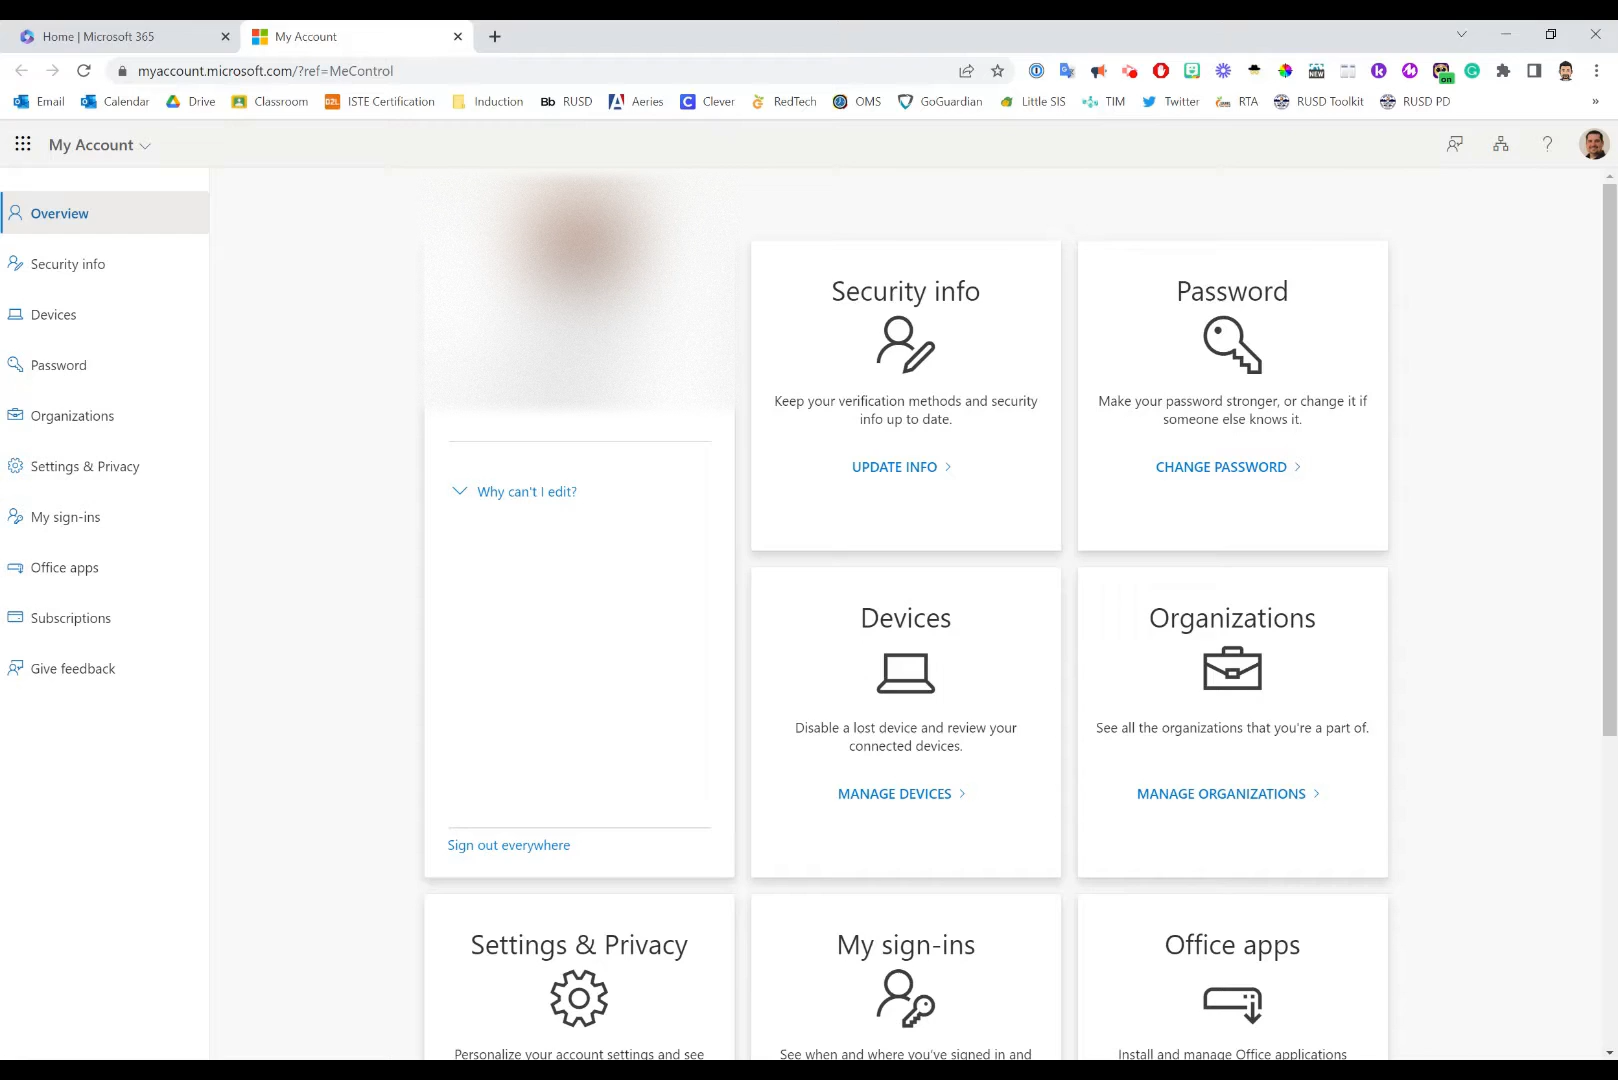 Home | Microsoft 365
My Account
myaccount.microsoft.com/?ref=MeControl
NEW
on
Email
Calendar
Drive
Classroom
D2L
ISTE Certification
Induction
Bb
RUSD
Aeries
Clever
RedTech
OMS
GoGuardian
Little SIS
TIM
Twitter
RTA
RUSD Toolkit
RUSD PD
»
My Account
Overview
Security info
Devices
Password
Organizations
Settings & Privacy
My sign-ins
Office apps
Subscriptions
Give feedback
Why can't I edit?
Sign out everywhere
Security info
Keep your verification methods and security
info up to date.
UPDATE INFO
Password
Make your password stronger, or change it if
someone else knows it.
CHANGE PASSWORD
Devices
Disable a lost device and review your
connected devices.
MANAGE DEVICES
Organizations
See all the organizations that you're a part of.
MANAGE ORGANIZATIONS
Settings & Privacy
Personalize your account settings and see
My sign-ins
See when and where you've signed in and
Office apps
Install and manage Office applications